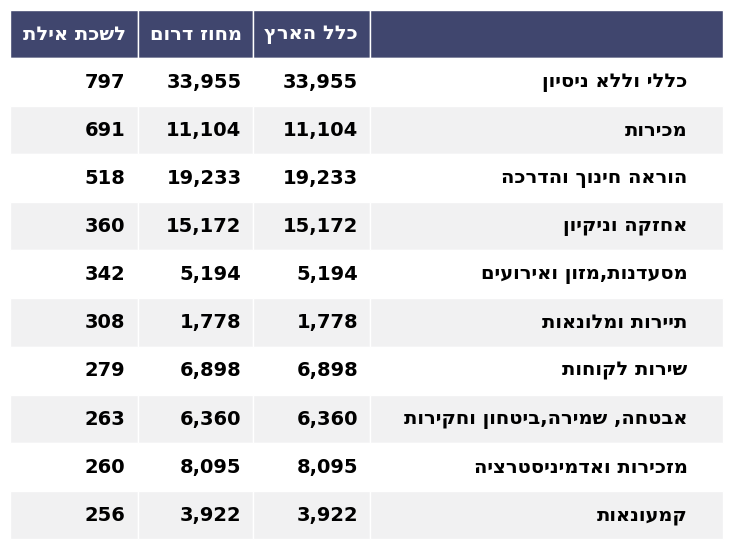 כלל הארץ מחוז דרום לשכת אילת
כללי וללא ניסיון 33,955 33,955 797
מכירות 11,104 11,104 691
הוראה חינוך והדרכה 19,233 19,233 518
אחזקה וניקיון 15,172 15,172 360
מסעדנות,מזון ואירועים 5,194 5,194 342
תיירות ומלונאות 1,778 1,778 308
שירות לקוחות 6,898 6,898 279
אבטחה, שמירה,ביטחון וחקירות 6,360 6,360 263
מזכירות ואדמיניסטרציה 8,095 8,095 260
קמעונאות 3,922 3,922 256